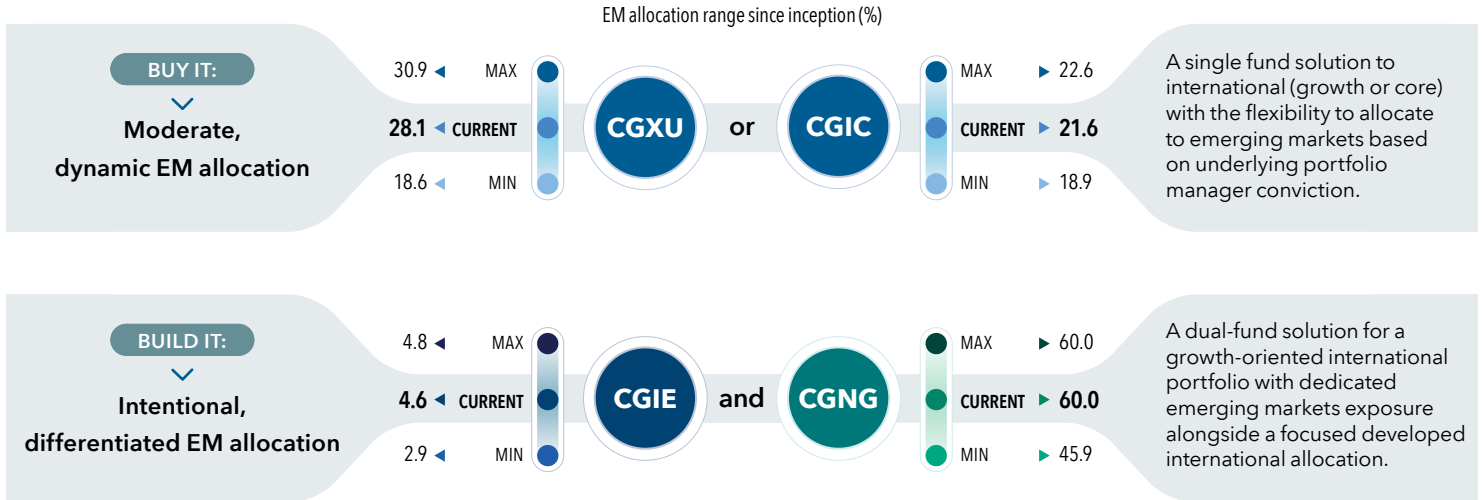 EM allocation range since inception (%)
BUY IT:
Moderate,
dynamic EM allocation
30.9 ◄ MAX
28.1 ◄ CURRENT
18.6 ◄ MIN
CGXU
or
CGIC
MAX ► 22.6
CURRENT ► 21.6
MIN ► 18.9
A single fund solution to
international (growth or core)
with the flexibility to allocate
to emerging markets based
on underlying portfolio
manager conviction.
BUILD IT:
Intentional,
differentiated EM allocation
4.8 ◄ MAX
4.6 ◄ CURRENT
2.9 ◄ MIN
CGIE
and
CGNG
MAX ► 60.0
CURRENT ► 60.0
MIN ► 45.9
A dual-fund solution for a
growth-oriented international
portfolio with dedicated
emerging markets exposure
alongside a focused developed
international allocation.